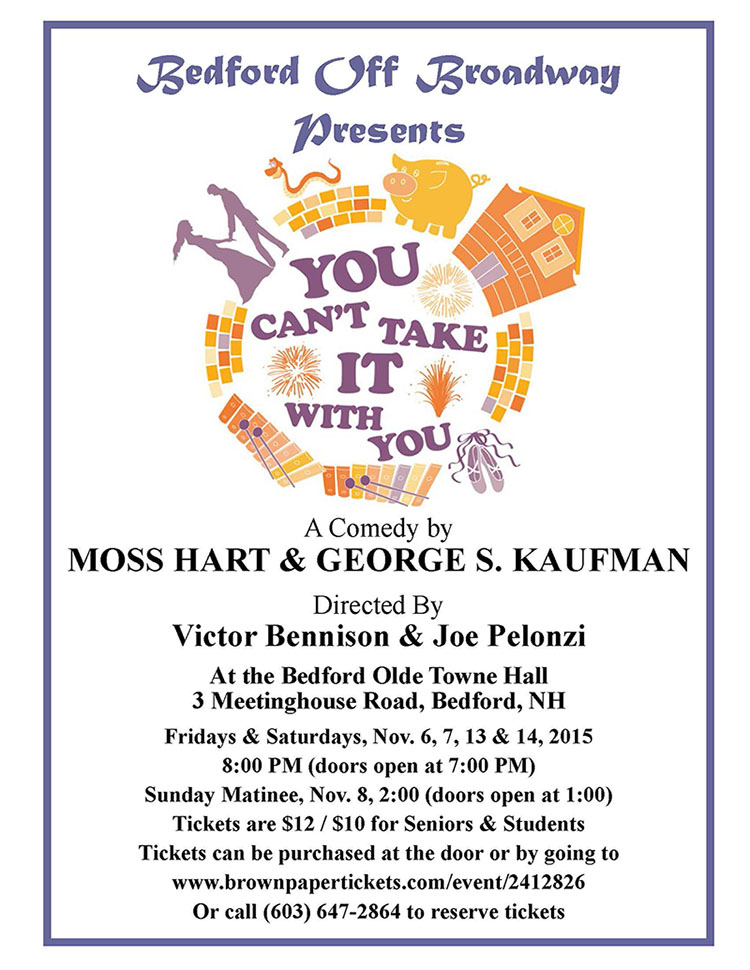 Bedford Off Broadway
Presents
YOU
CAN'T TAKE
IT
WITH
YOU
A Comedy by
MOSS HART & GEORGE S. KAUFMAN
Directed By
Victor Bennison & Joe Pelonzi
At the Bedford Olde Towne Hall
3 Meetinghouse Road, Bedford, NH
Fridays & Saturdays, Nov. 6, 7, 13 & 14, 2015
8:00 PM (doors open at 7:00 PM)
Sunday Matinee, Nov. 8, 2:00 (doors open at 1:00)
Tickets are $12 / $10 for Seniors & Students
Tickets can be purchased at the door or by going to
www.brownpapertickets.com/event/2412826
Or call (603) 647-2864 to reserve tickets